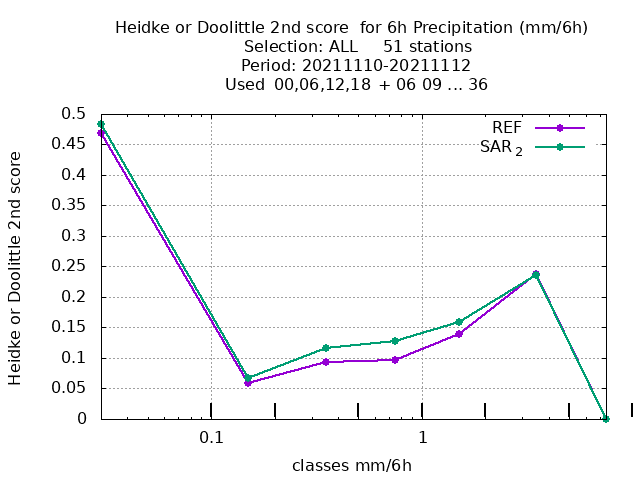 Heidke or Doolittle 2nd score  for 6h Precipitation (mm/6h)
Selection: ALL     51 stations
Period: 20211110-20211112
Used  00,06,12,18  + 06 09 ... 36
REF
SAR 2
0.5
0.45
0.4
0.35
0.3
0.25
0.2
0.15
0.1
0.05
0
Heidke or Doolittle 2nd score
0.1
1
classes mm/6h